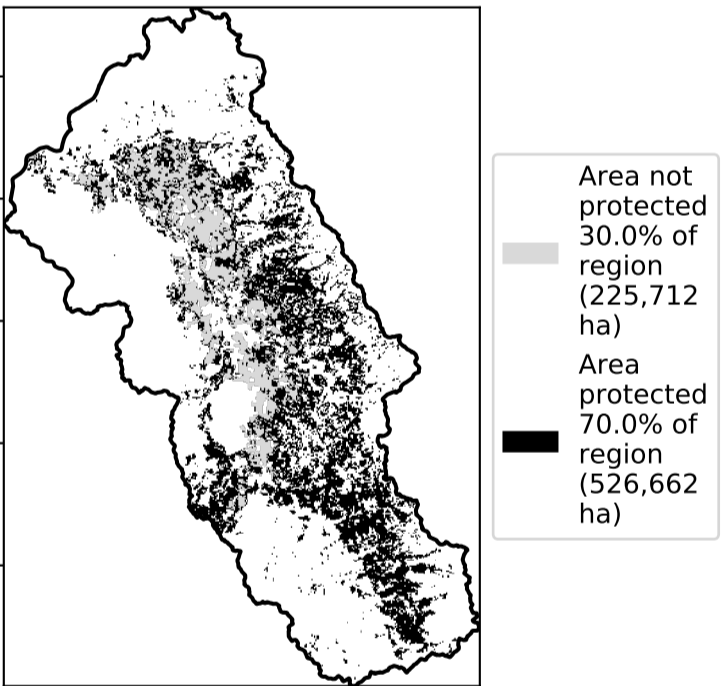 Area not
protected
30.0% of
region
(225,712
ha)
Area
protected
70.0% of
region
(526,662
ha)